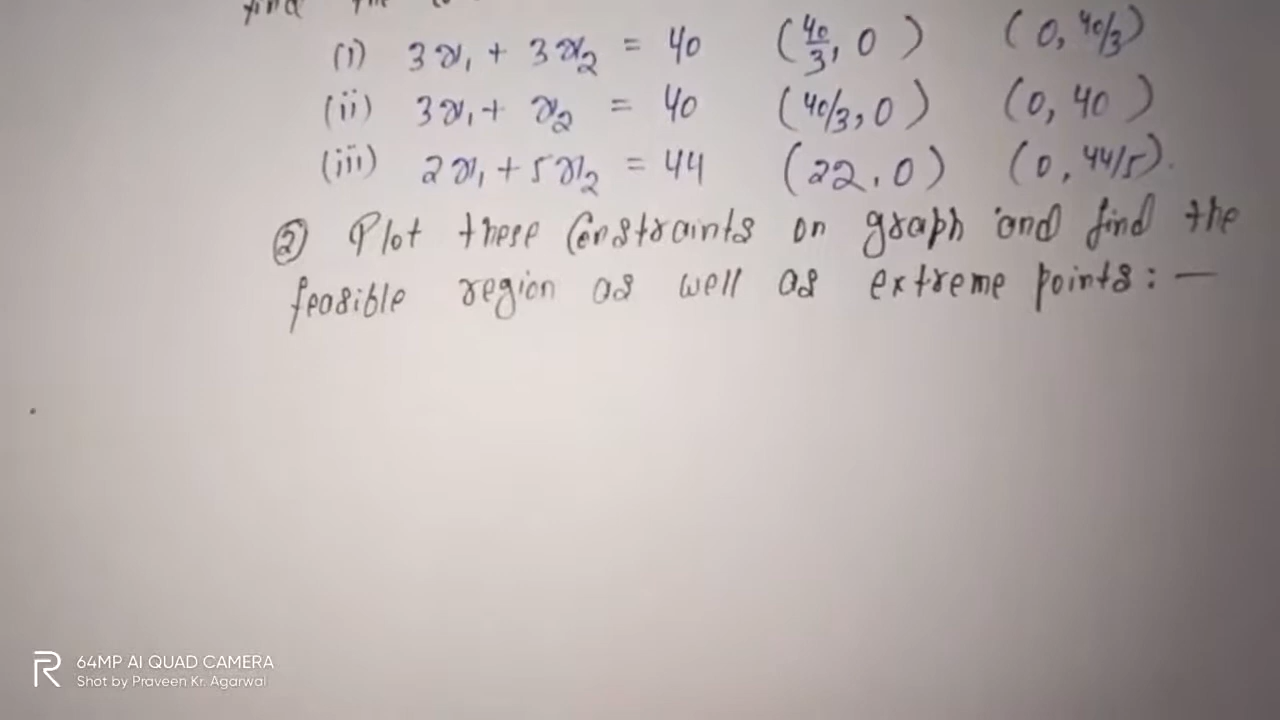 find the
(i) 3x₁ + 3x₂ = 40 (40/3, 0) (0, 40/3)
(ii) 3x₁ + x₂ = 40 (40/3, 0) (0, 40)
(iii) 2x₁ + 5x₂ = 44 (22, 0) (0, 44/5).
② Plot these Constraints on graph and find the
feasible region as well as extreme points: —
64MP AI QUAD CAMERA
Shot by Praveen Kr. Agarwal